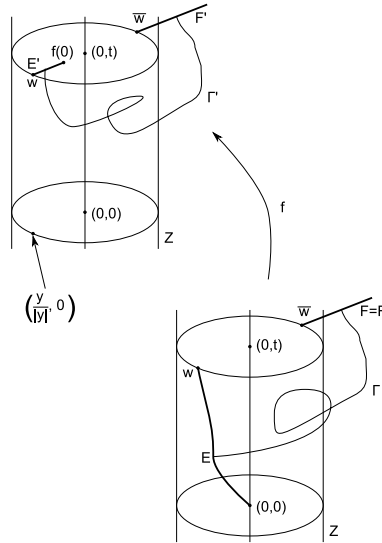 w̅
F'
E'
f(0)
(0,t)
w
Γ'
(0,0)
Z
f
(y/|y|, 0)
w̅
F=F
(0,t)
w
Γ
E
(0,0)
Z